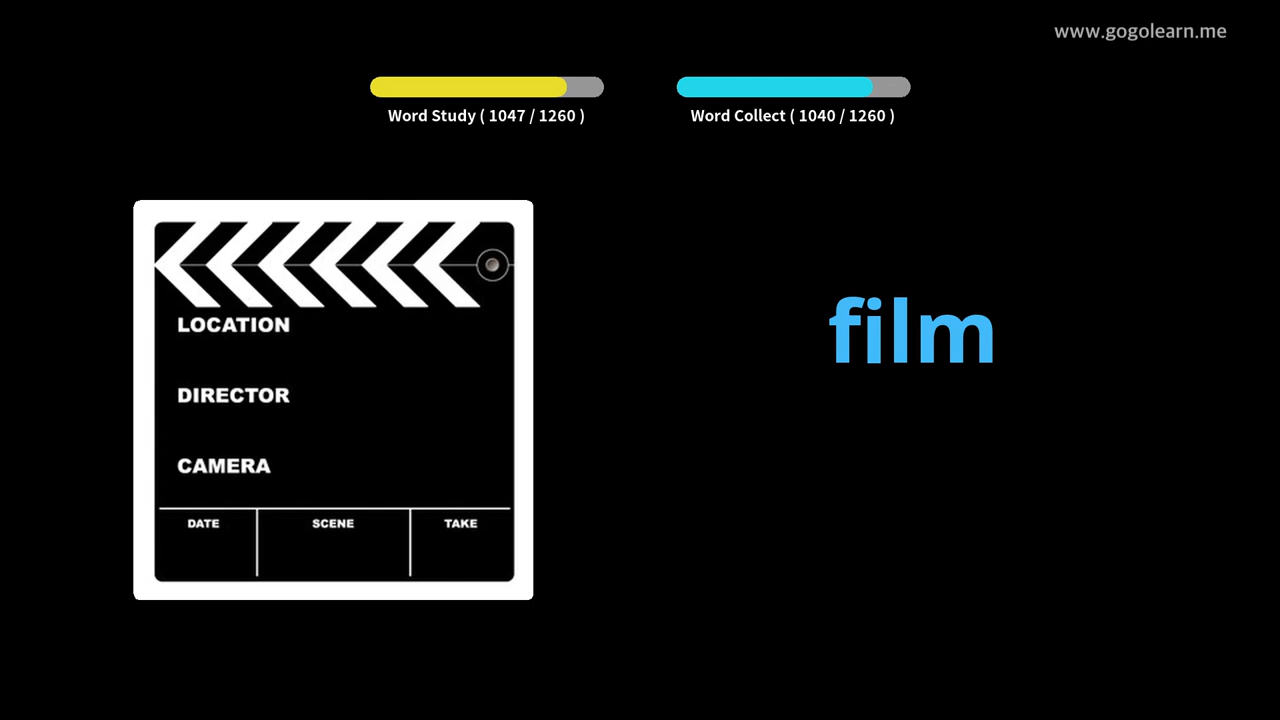 www.gogolearn.me
Word Study ( 1047 / 1260 )
Word Collect ( 1040 / 1260 )
LOCATION
DIRECTOR
CAMERA
DATE
SCENE
TAKE
film